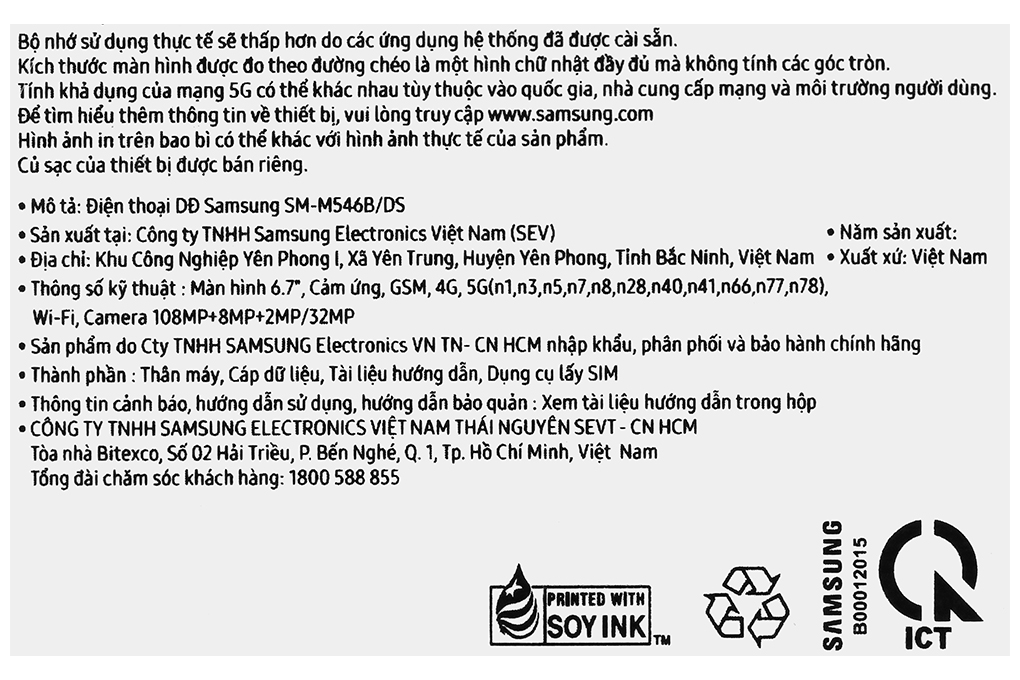 Bộ nhớ sử dụng thực tế sẽ thấp hơn do các ứng dụng hệ thống đã được cài sẵn.
Kích thước màn hình được đo theo đường chéo là một hình chữ nhật đầy đủ mà không tính các góc tròn.
Tính khả dụng của mạng 5G có thể khác nhau tùy thuộc vào quốc gia, nhà cung cấp mạng và môi trường người dùng.
Để tìm hiểu thêm thông tin về thiết bị, vui lòng truy cập www.samsung.com
Hình ảnh in trên bao bì có thể khác với hình ảnh thực tế của sản phẩm.
Củ sạc của thiết bị được bán riêng.
• Mô tả: Điện thoại DĐ Samsung SM-M546B/DS
• Sản xuất tại: Công ty TNHH Samsung Electronics Việt Nam (SEV) • Năm sản xuất:
• Địa chỉ: Khu Công Nghiệp Yên Phong I, Xã Yên Trung, Huyện Yên Phong, Tỉnh Bắc Ninh, Việt Nam • Xuất xứ: Việt Nam
• Thông số kỹ thuật : Màn hình 6.7", Cảm ứng, GSM, 4G, 5G(n1,n3,n5,n7,n8,n28,n40,n41,n66,n77,n78),
Wi-Fi, Camera 108MP+8MP+2MP/32MP
• Sản phẩm do Cty TNHH SAMSUNG Electronics VN TN- CN HCM nhập khẩu, phân phối và bảo hành chính hãng
• Thành phần : Thân máy, Cáp dữ liệu, Tài liệu hướng dẫn, Dụng cụ lấy SIM
• Thông tin cảnh báo, hướng dẫn sử dụng, hướng dẫn bảo quản : Xem tài liệu hướng dẫn trong hộp
• CÔNG TY TNHH SAMSUNG ELECTRONICS VIỆT NAM THÁI NGUYÊN SEVT - CN HCM
Tòa nhà Bitexco, Số 02 Hải Triều, P. Bến Nghé, Q. 1, Tp. Hồ Chí Minh, Việt Nam
Tổng đài chăm sóc khách hàng: 1800 588 855
PRINTED WITH
SOY INK TM
SAMSUNG
B00012015
ICT